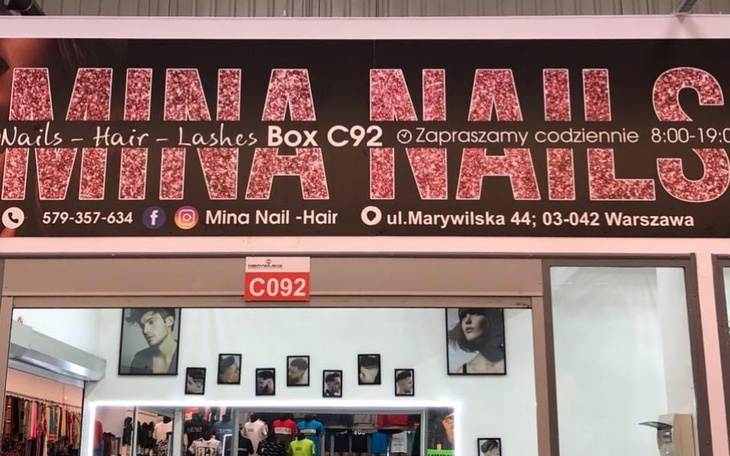 MINA NAILS
Nails - Hair - Lashes Box C92 Zapraszamy codziennie 8:00-19:0
579-357-634 Mina Nail -Hair ul.Marywilska 44; 03-042 Warszawa
C092